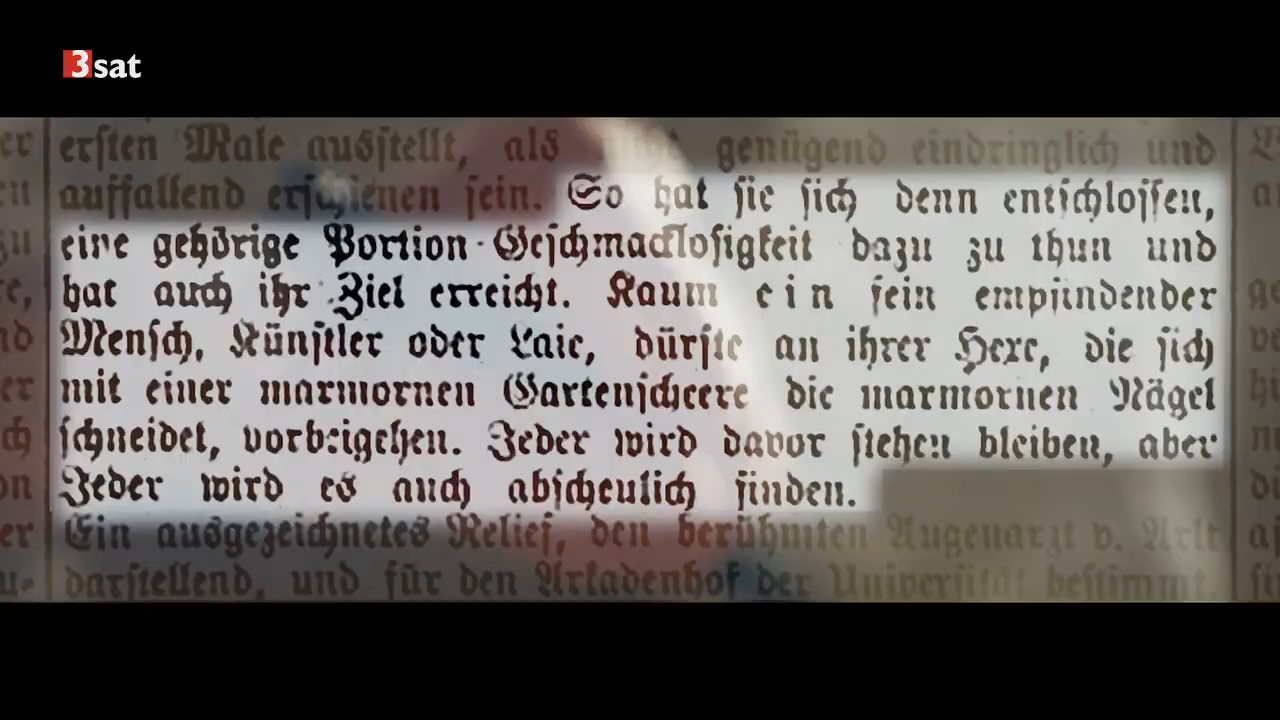 3sat
ersten Male ausstellt, als genügend eindringlich und
auffallend erschienen sein. So hat sie sich denn entschlossen,
eine gehörige Portion Geschmacklosigkeit dazu zu thun und
hat auch ihr Ziel erreicht. Kaum ein fein empfindender
Mensch, Künstler oder Laie, dürfte an ihrer Hexe, die sich
mit einer marmornen Gartenscheere die marmornen Nägel
schneidet, vorbeigehen. Jeder wird davor stehen bleiben, aber
Jeder wird es auch abscheulich finden.
Ein ausgezeichnetes Relief, den berühmten Augenarzt v. Arlt
darstellend, und für den Arkadenhof der Universität bestimmt